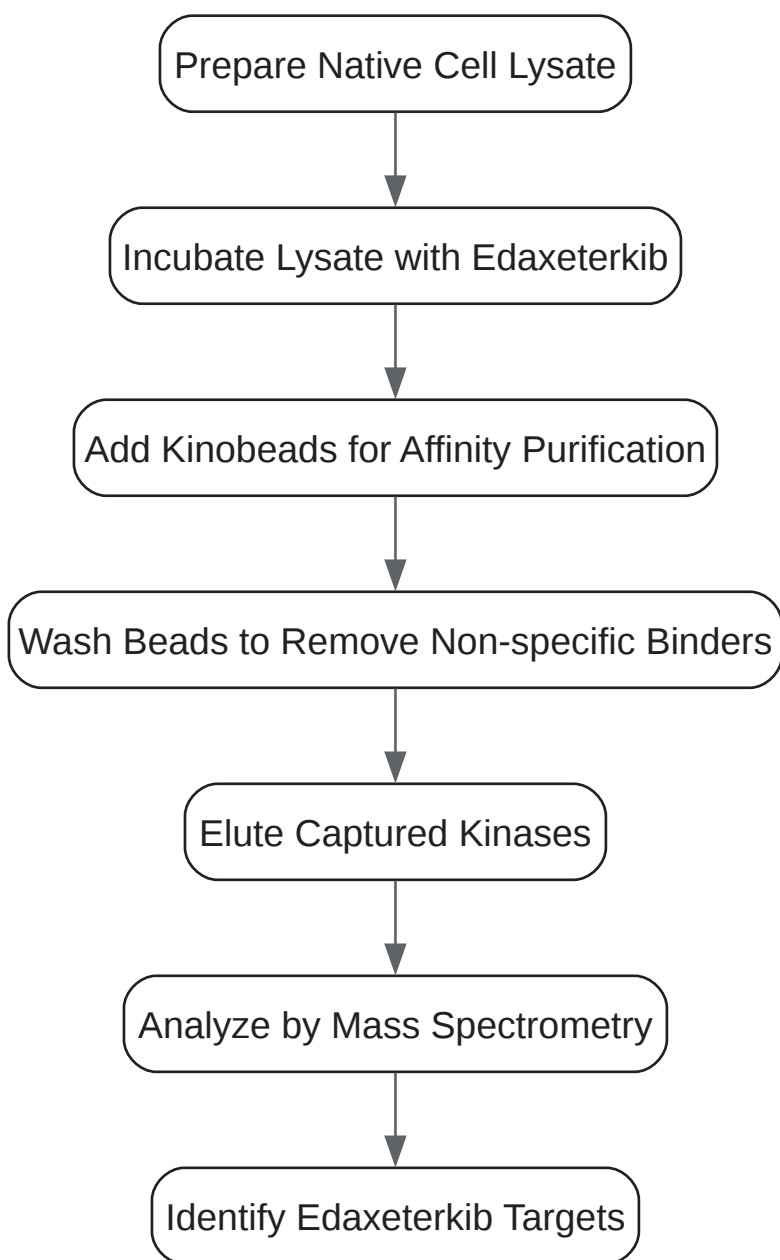 Prepare Native Cell Lysate
Incubate Lysate with Edaxeterkib
Add Kinobeads for Affinity Purification
Wash Beads to Remove Non-specific Binders
Elute Captured Kinases
Analyze by Mass Spectrometry
Identify Edaxeterkib Targets